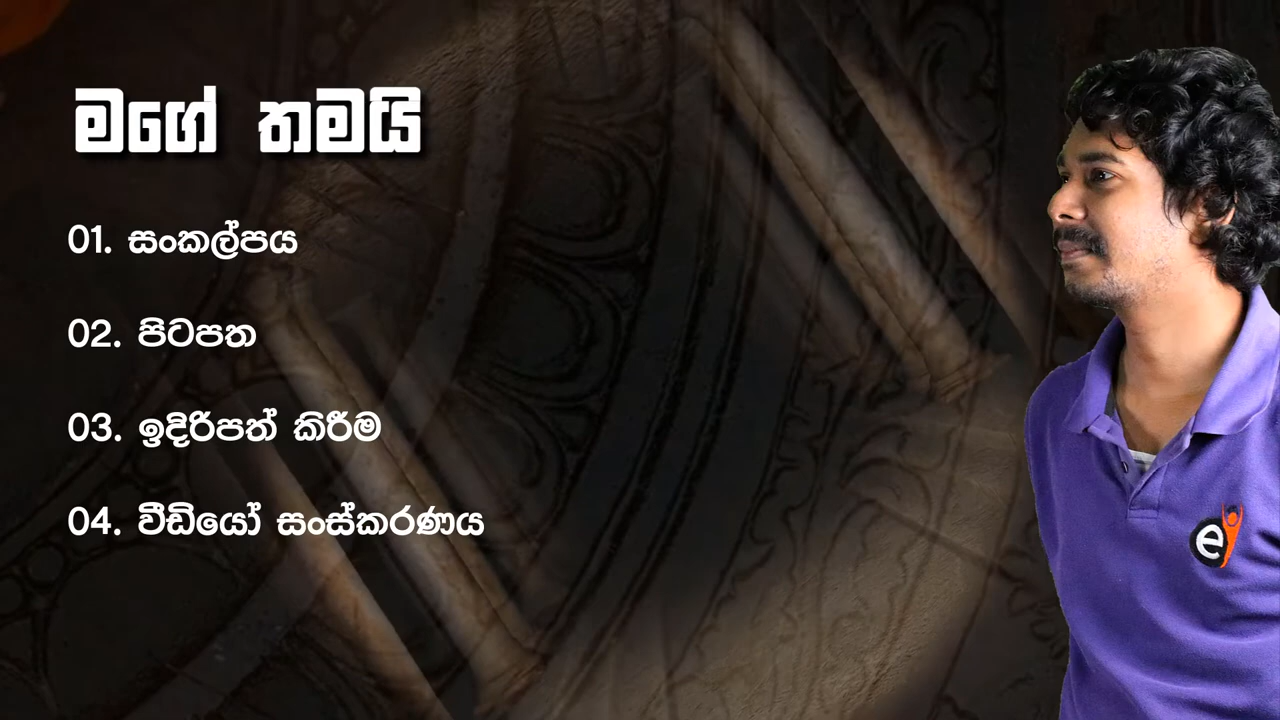 මගේ තමයි
01. සංකල්පය
02. පිටපත
03. ඉදිරිපත් කිරීම
04. වීඩියෝ සංස්කරණය
e